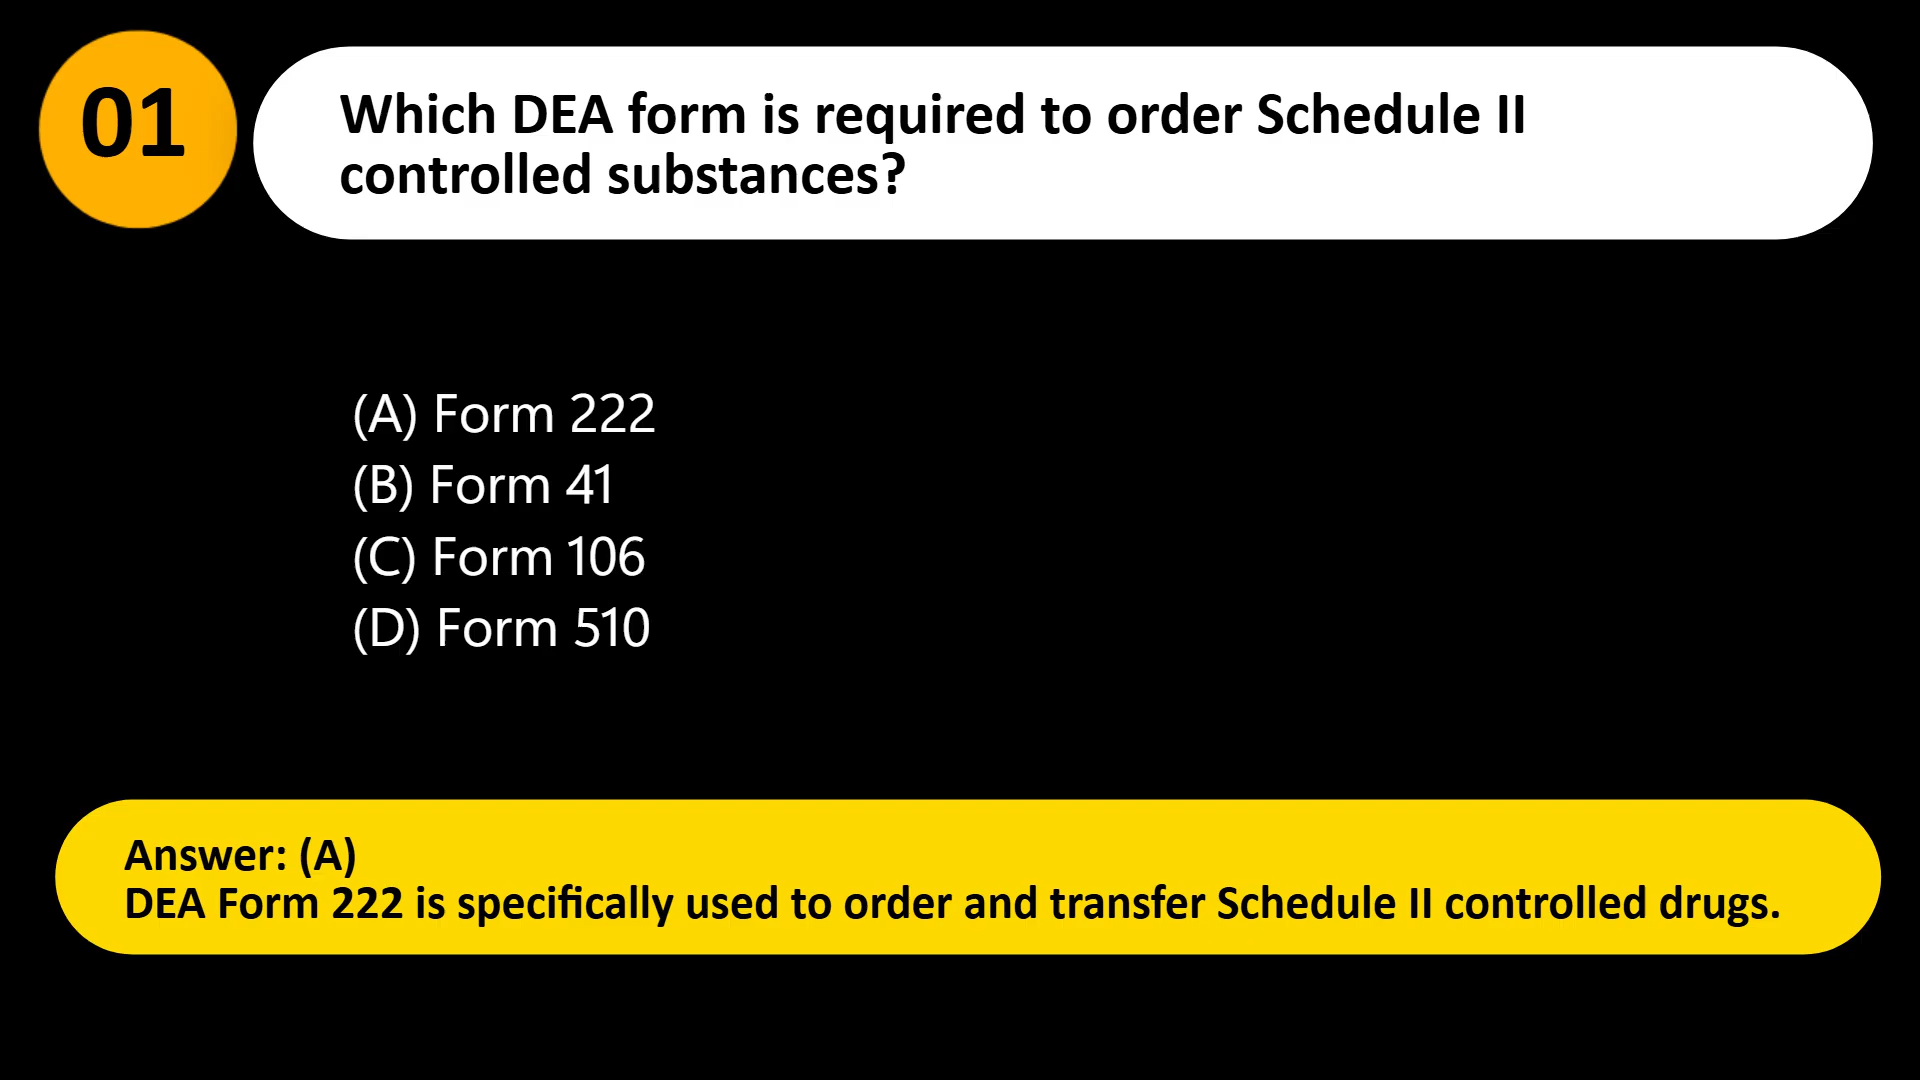 01
Which DEA form is required to order Schedule II
controlled substances?
(A) Form 222
(B) Form 41
(C) Form 106
(D) Form 510
Answer: (A)
DEA Form 222 is specifically used to order and transfer Schedule II controlled drugs.